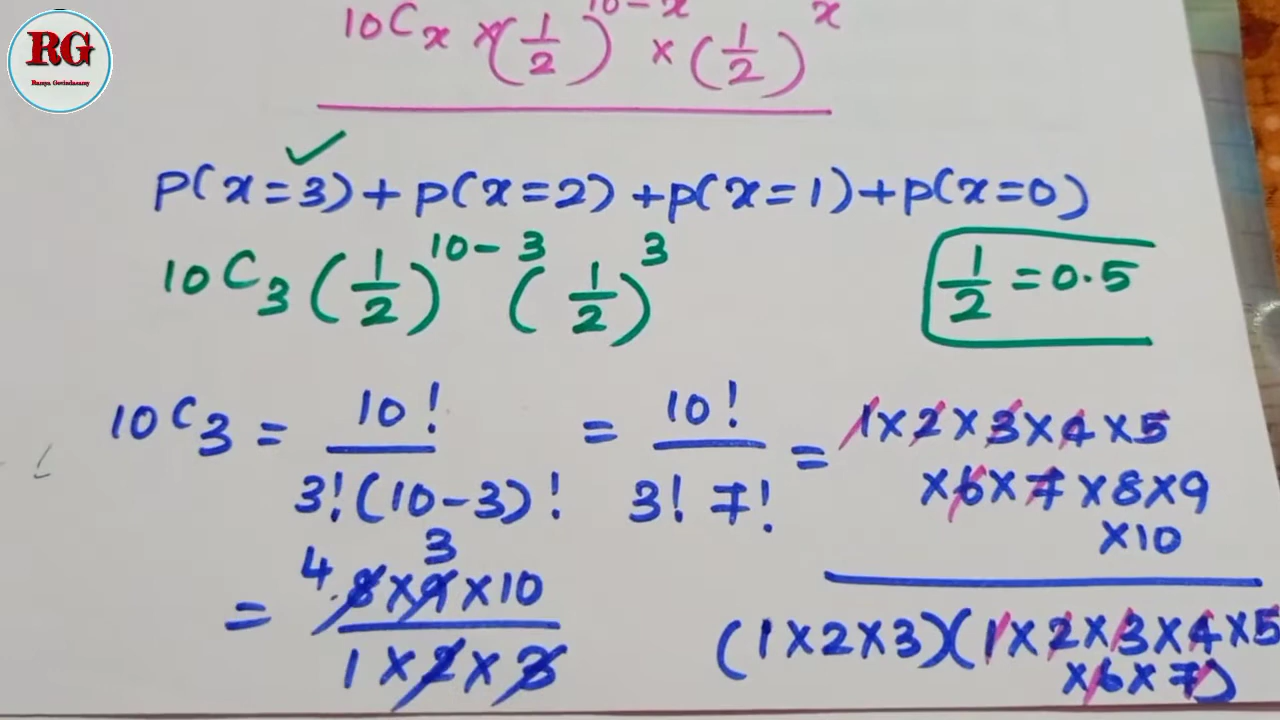 RG
Ramya Govindasamy
10Cx × (1/2)^10-x × (1/2)^x
P(x=3)+P(x=2)+P(x=1)+P(x=0)
10C3 (1/2)^10-3 (1/2)^3
1/2 = 0.5
10C3 = 10!/3!(10-3)! = 10!/3! 7! = 1×2×3×4×5×6×7×8×9×10/(1×2×3)(1×2×3×4×5×6×7)
= 4 3
8×9×10/1×2×3